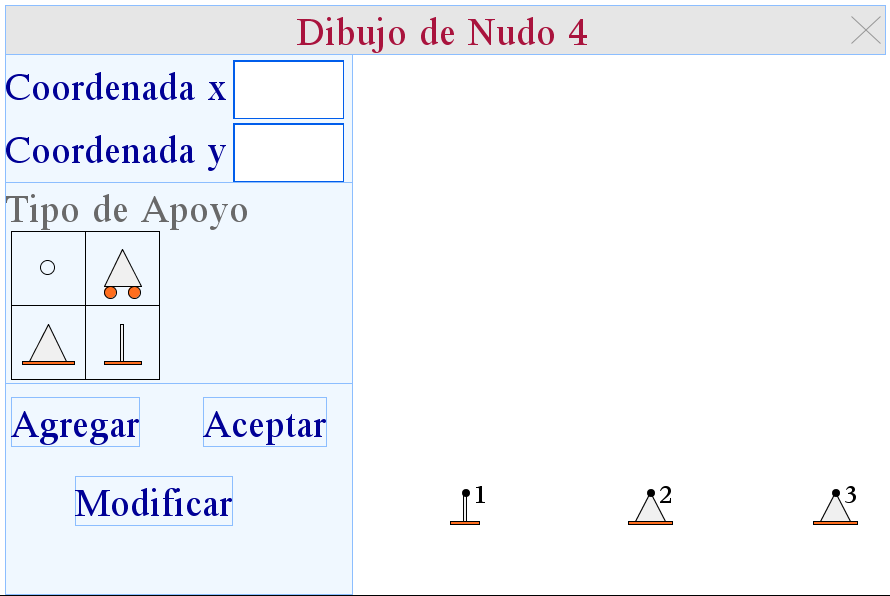 Dibujo de Nudo 4
Coordenada x
Coordenada y
Tipo de Apoyo
Agregar Aceptar
Modificar
1 2 3